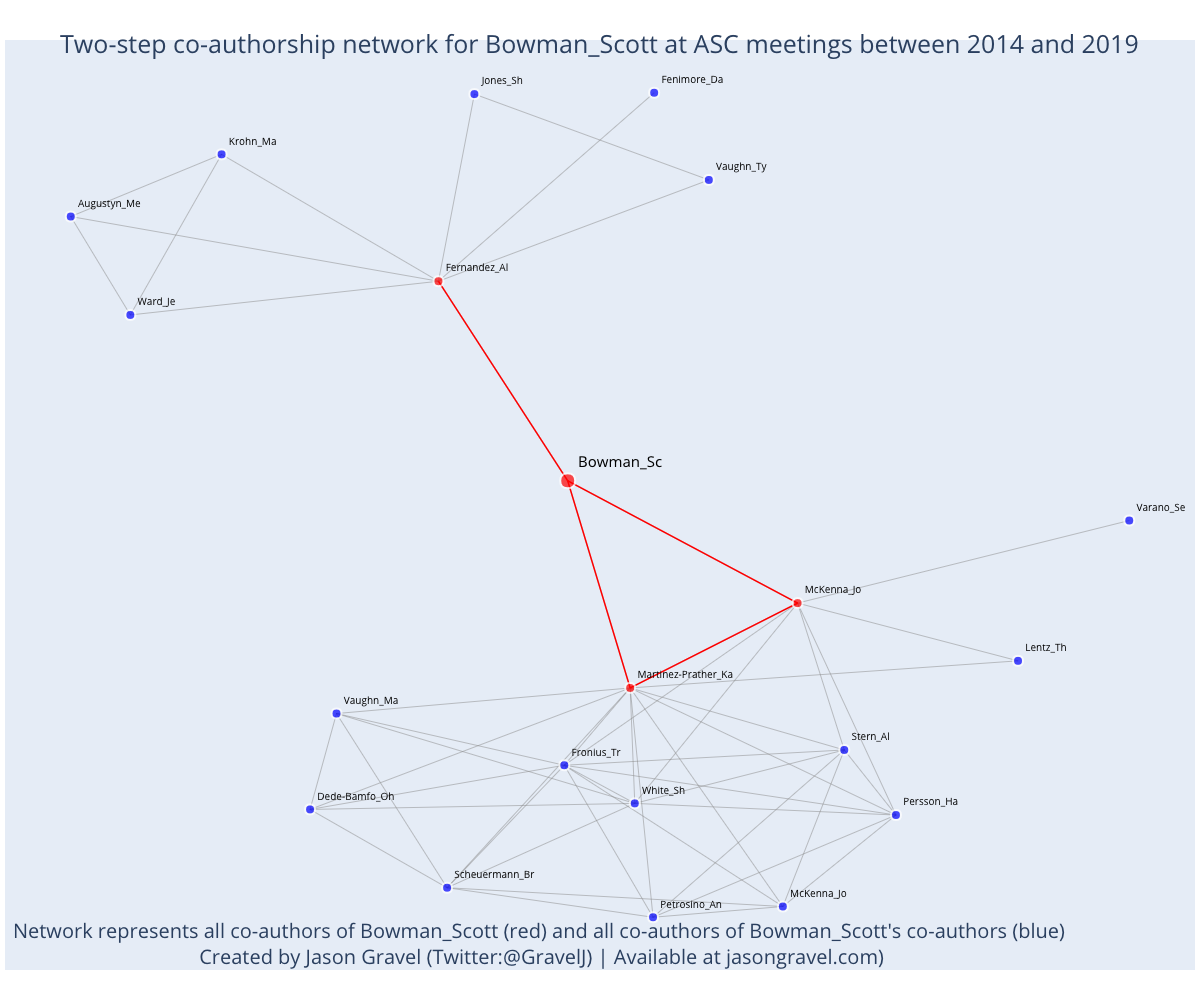 Two-step co-authorship network for Bowman_Scott at ASC meetings between 2014 and 2019
Jones_Sh
Fenimore_Da
Krohn_Ma
Vaughn_Ty
Augustyn_Me
Fernandez_Al
Ward_Je
Bowman_Sc
Varano_Se
McKenna_Jo
Lentz_Th
Martinez-Prather_Ka
Vaughn_Ma
Stern_Al
Fronius_Tr
White_Sh
Dede-Bamfo_Oh
Persson_Ha
Scheuermann_Br
McKenna_Jo
Petrosino_An
Network represents all co-authors of Bowman_Scott (red) and all co-authors of Bowman_Scott's co-authors (blue)
Created by Jason Gravel (Twitter:@GravelJ) | Available at jasongravel.com)